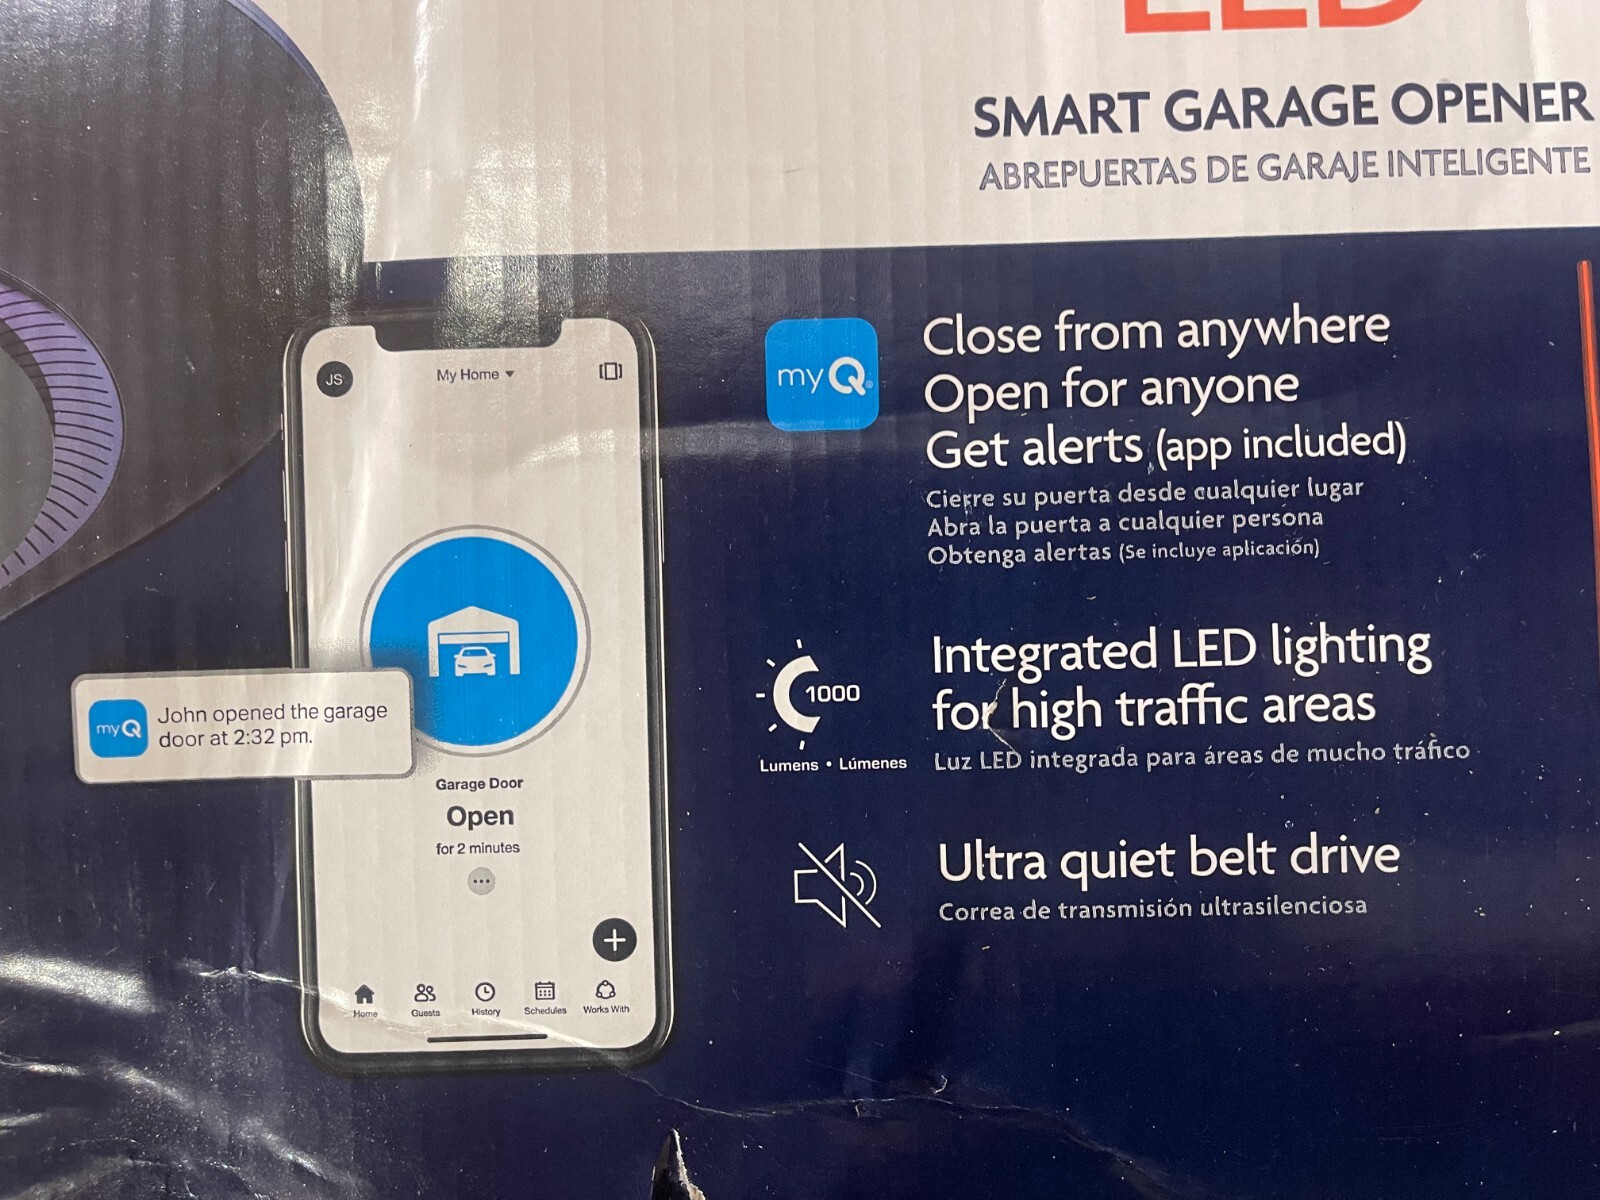 LED
SMART GARAGE OPENER
ABREPUERTAS DE GARAJE INTELIGENTE
JS
My Home
myQ
Close from anywhere
Open for anyone
Get alerts (app included)
Cierre su puerta desde cualquier lugar
Abra la puerta a cualquier persona
Obtenga alertas (Se incluye aplicación)
myQ
John opened the garage
door at 2:32 pm.
Garage Door
Open
for 2 minutes
Home
Guests
History
Schedules
Works With
1000
Lumens • Lúmenes
Integrated LED lighting
for high traffic areas
Luz LED integrada para áreas de mucho tráfico
Ultra quiet belt drive
Correa de transmisión ultrasilenciosa